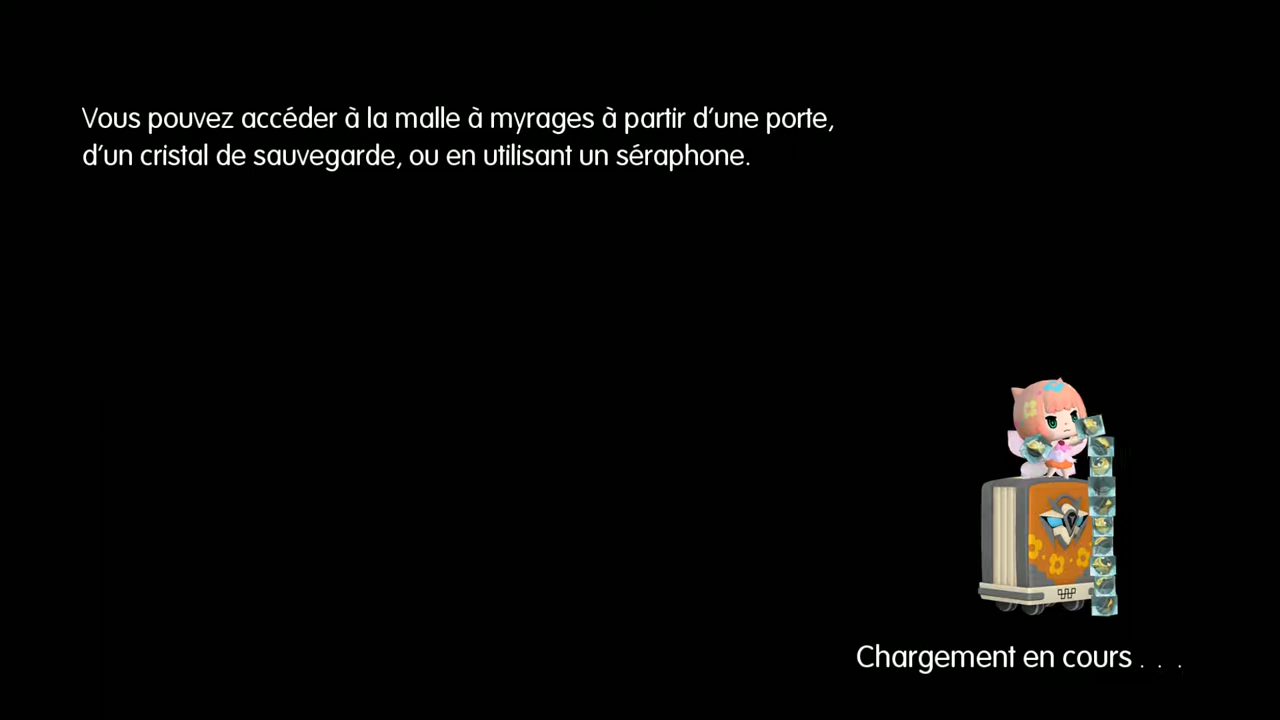 Vous pouvez accéder à la malle à myrages à partir d'une porte,
d'un cristal de sauvegarde, ou en utilisant un séraphone.
Chargement en cours . . .